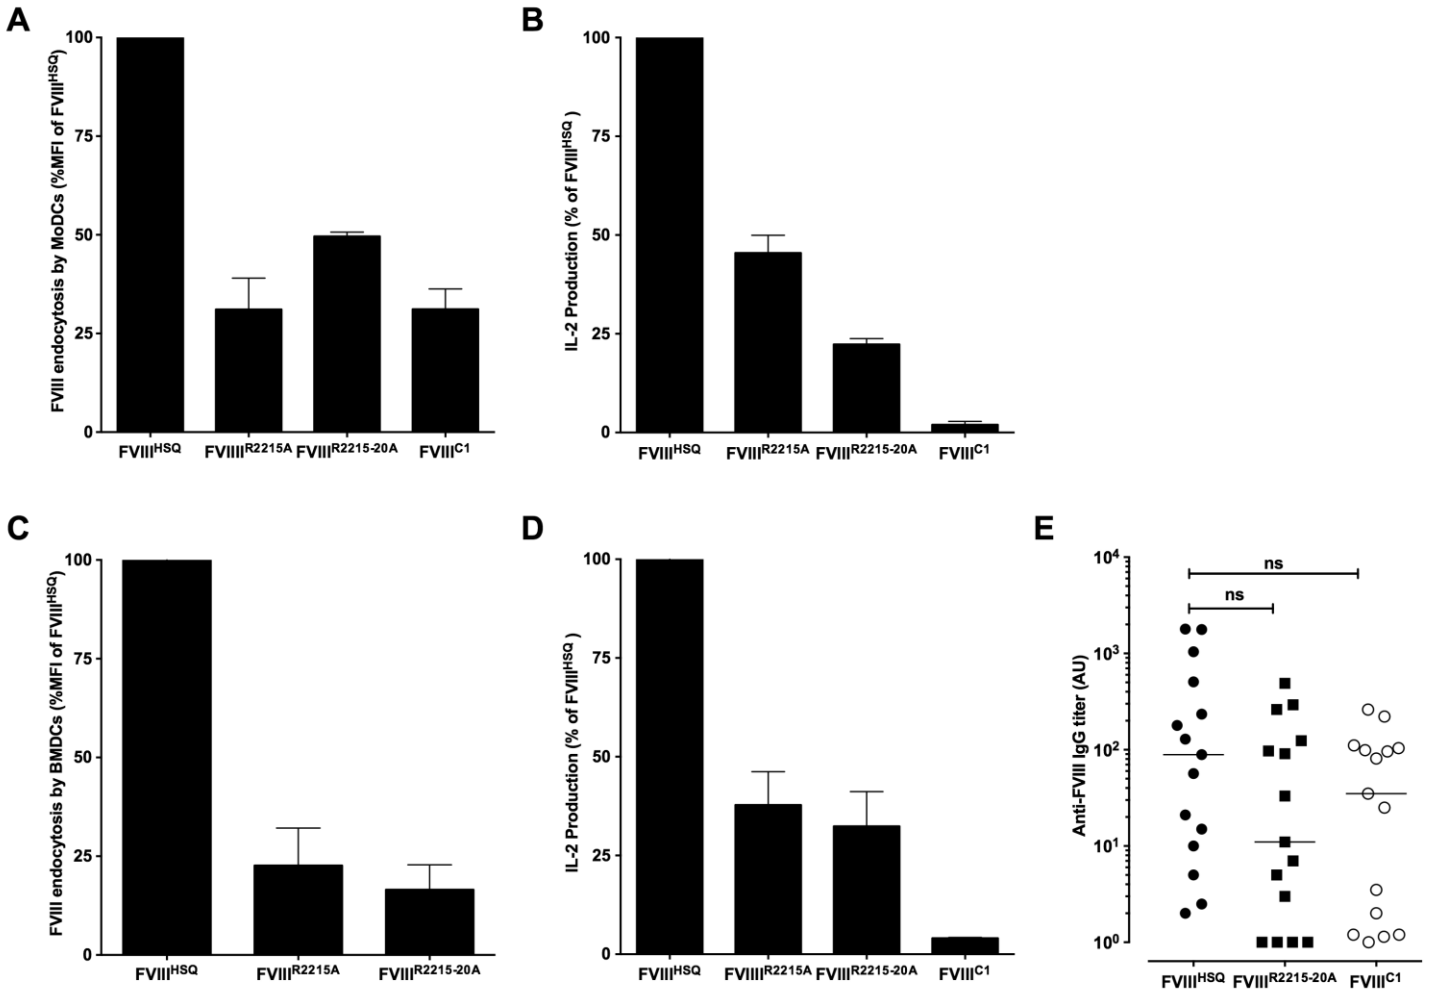 A
FVIII endocytosis by MoDCs (%MFI of FVIII^HSQ)
100
75
50
25
0
FVIII^HSQ FVIIII^R2215A FVIII^R2215-20A FVIII^C1
B
IL-2 Production (% of FVIII^HSQ )
100
75
50
25
0
FVIII^HSQ FVIII^R2215A FVIII^R2215-20A FVIII^C1
C
FVIII endocytosis by BMDCs (%MFI of FVIII^HSQ)
100
75
50
25
0
FVIII^HSQ FVIII^R2215A FVIII^R2215-20A
D
IL-2 Production (% of FVIII^HSQ )
100
75
50
25
0
FVIII^HSQ FVIIII^R2215A FVIII^R2215-20A FVIII^C1
E
Anti-FVIII IgG titer (AU)
10^4
10^3
10^2
10^1
10^0
ns
ns
FVIII^HSQ FVIII^R2215-20A FVIII^C1